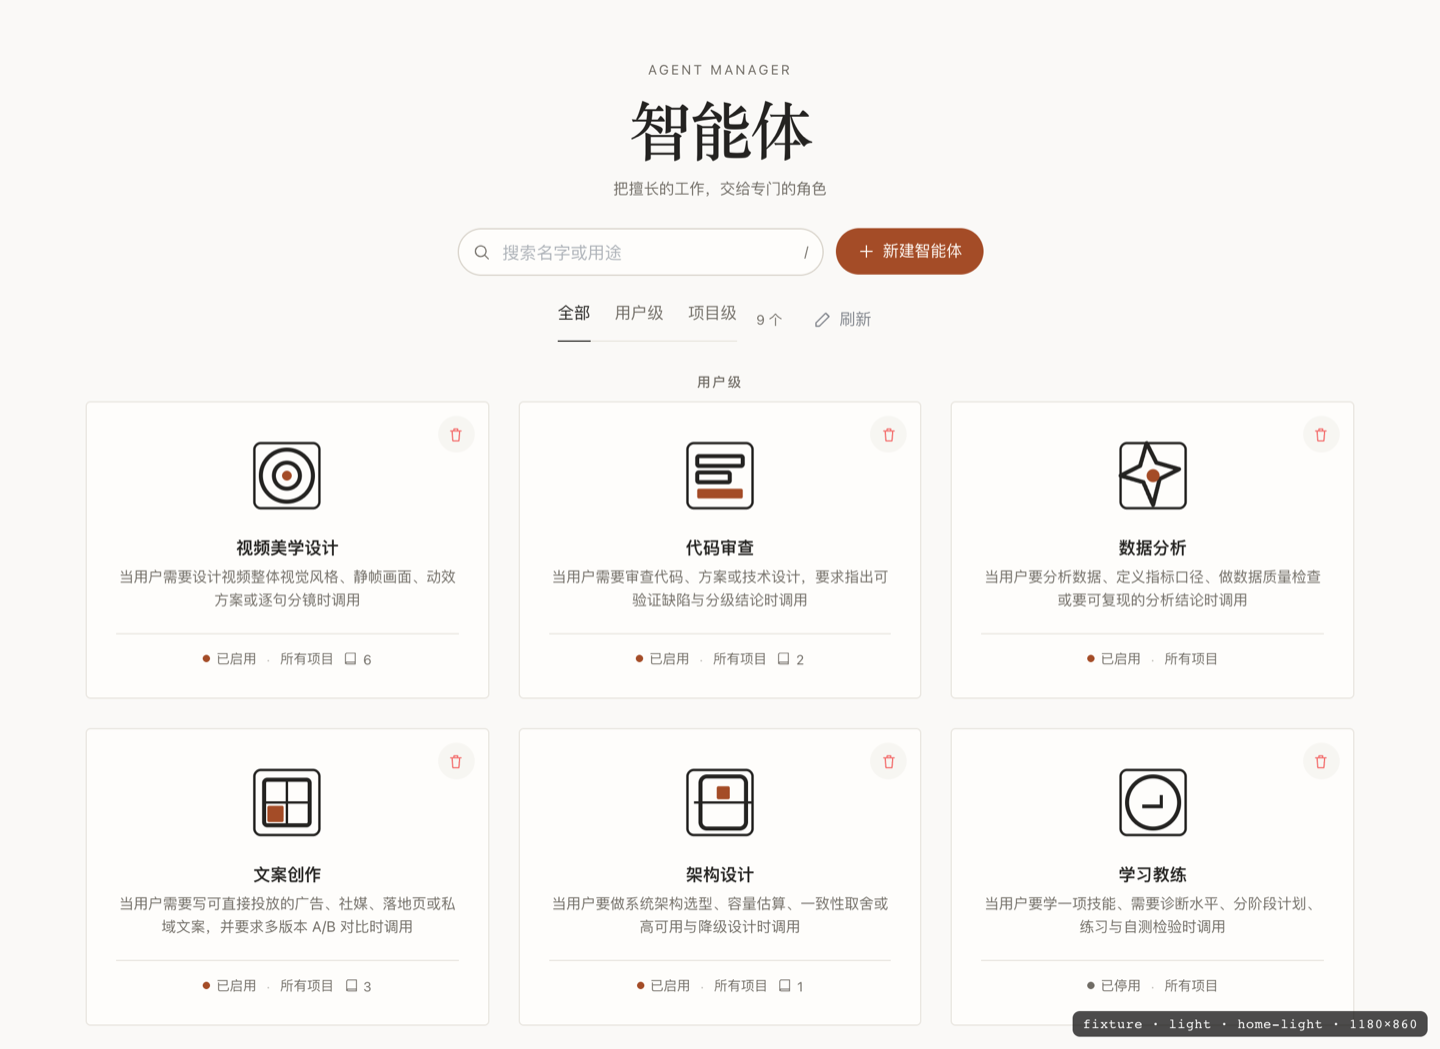 AGENT MANAGER
智能体
把擅长的工作，交给专门的角色
搜索名字或用途 /
新建智能体
全部 用户级 项目级 9 个 刷新
用户级
视频美学设计
当用户需要设计视频整体视觉风格、静帧画面、动效
方案或逐句分镜时调用
已启用 · 所有项目 6
代码审查
当用户需要审查代码、方案或技术设计，要求指出可
验证缺陷与分级结论时调用
已启用 · 所有项目 2
数据分析
当用户要分析数据、定义指标口径、做数据质量检查
或要可复现的分析结论时调用
已启用 · 所有项目
文案创作
当用户需要写可直接投放的广告、社媒、落地页或私
域文案，并要求多版本 A/B 对比时调用
已启用 · 所有项目 3
架构设计
当用户要做系统架构选型、容量估算、一致性取舍或
高可用与降级设计时调用
已启用 · 所有项目 1
学习教练
当用户要学一项技能、需要诊断水平、分阶段计划、
练习与自测检验时调用
已停用 · 所有项目
fixture · light · home-light · 1180×860